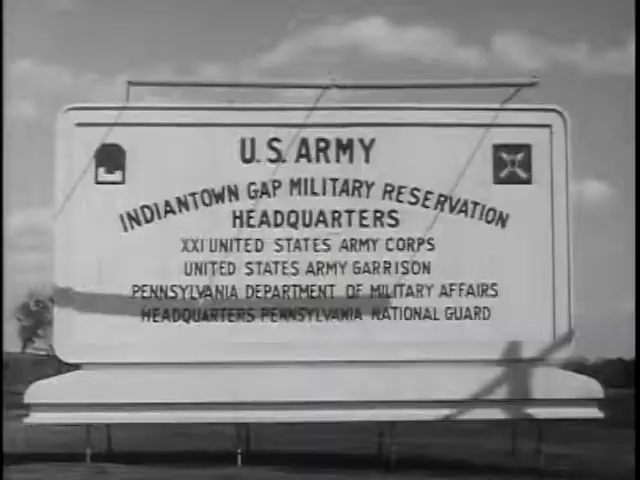 U.S. ARMY
INDIANTOWN GAP MILITARY RESERVATION
HEADQUARTERS
XXI UNITED STATES ARMY CORPS
UNITED STATES ARMY GARRISON
PENNSYLVANIA DEPARTMENT OF MILITARY AFFAIRS
HEADQUARTERS PENNSYLVANIA NATIONAL GUARD